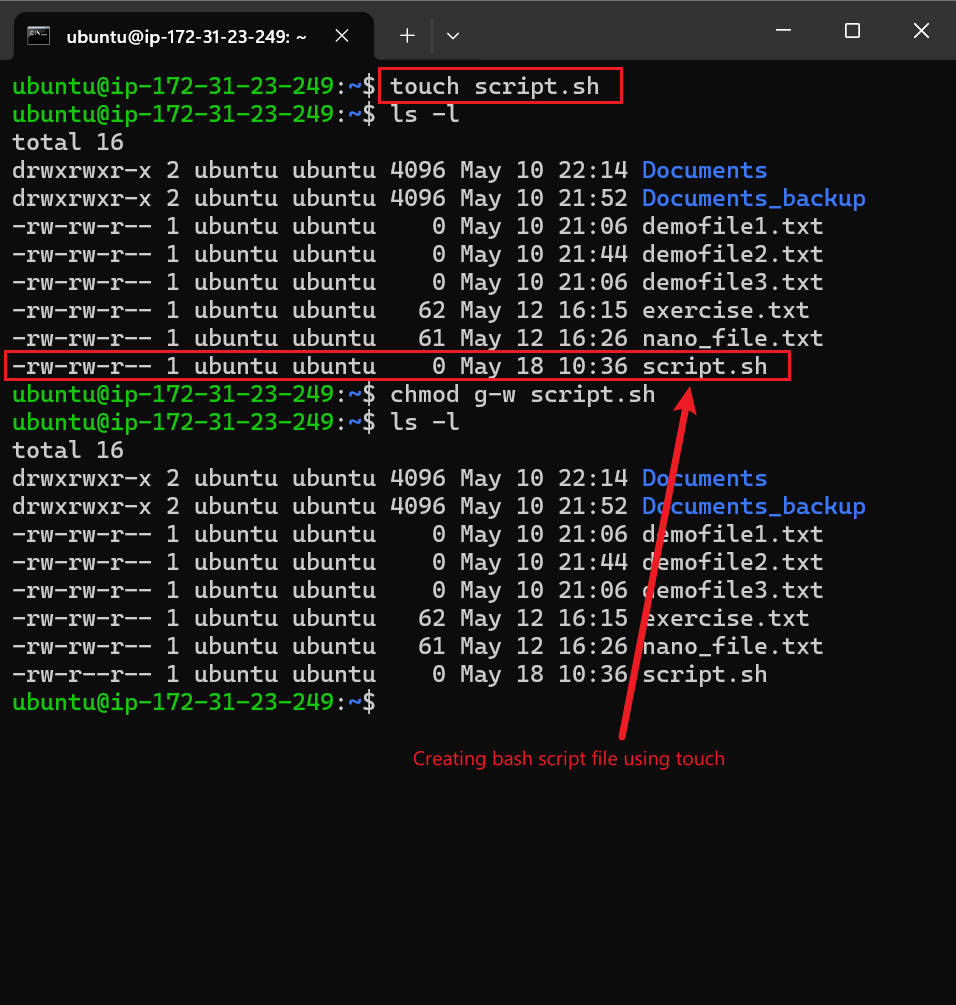 ubuntu@ip-172-31-23-249: ~
ubuntu@ip-172-31-23-249:~$ touch script.sh
ubuntu@ip-172-31-23-249:~$ ls -l
total 16
drwxrwxr-x 2 ubuntu ubuntu 4096 May 10 22:14 Documents
drwxrwxr-x 2 ubuntu ubuntu 4096 May 10 21:52 Documents_backup
-rw-rw-r-- 1 ubuntu ubuntu    0 May 10 21:06 demofile1.txt
-rw-rw-r-- 1 ubuntu ubuntu    0 May 10 21:44 demofile2.txt
-rw-rw-r-- 1 ubuntu ubuntu    0 May 10 21:06 demofile3.txt
-rw-rw-r-- 1 ubuntu ubuntu   62 May 12 16:15 exercise.txt
-rw-rw-r-- 1 ubuntu ubuntu   61 May 12 16:26 nano_file.txt
-rw-rw-r-- 1 ubuntu ubuntu    0 May 18 10:36 script.sh
ubuntu@ip-172-31-23-249:~$ chmod g-w script.sh
ubuntu@ip-172-31-23-249:~$ ls -l
total 16
drwxrwxr-x 2 ubuntu ubuntu 4096 May 10 22:14 Documents
drwxrwxr-x 2 ubuntu ubuntu 4096 May 10 21:52 Documents_backup
-rw-rw-r-- 1 ubuntu ubuntu    0 May 10 21:06 demofile1.txt
-rw-rw-r-- 1 ubuntu ubuntu    0 May 10 21:44 demofile2.txt
-rw-rw-r-- 1 ubuntu ubuntu    0 May 10 21:06 demofile3.txt
-rw-rw-r-- 1 ubuntu ubuntu   62 May 12 16:15 exercise.txt
-rw-rw-r-- 1 ubuntu ubuntu   61 May 12 16:26 nano_file.txt
-rw-r--r-- 1 ubuntu ubuntu    0 May 18 10:36 script.sh
ubuntu@ip-172-31-23-249:~$
Creating bash script file using touch